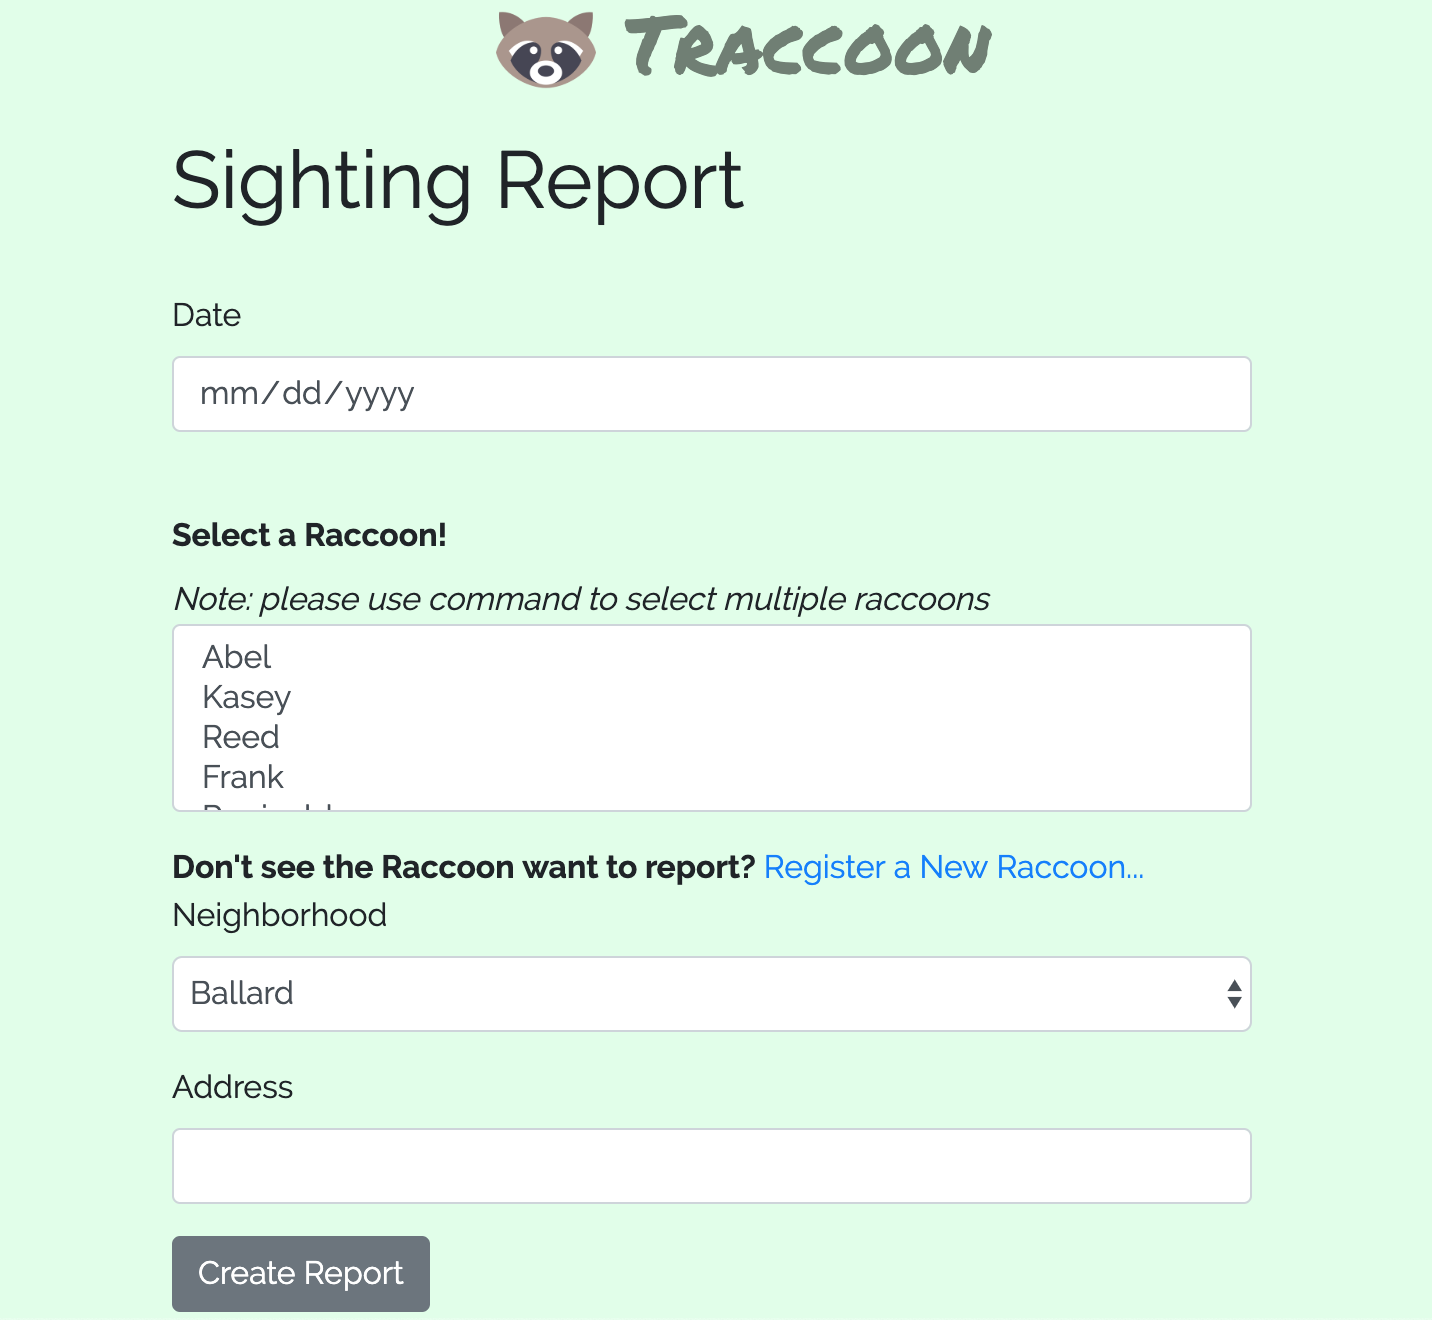 Traccoon
Sighting Report
Date
mm/dd/yyyy
Select a Raccoon!
Note: please use command to select multiple raccoons
Abel
Kasey
Reed
Frank
Don't see the Raccoon want to report? Register a New Raccoon...
Neighborhood
Ballard
Address
Create Report